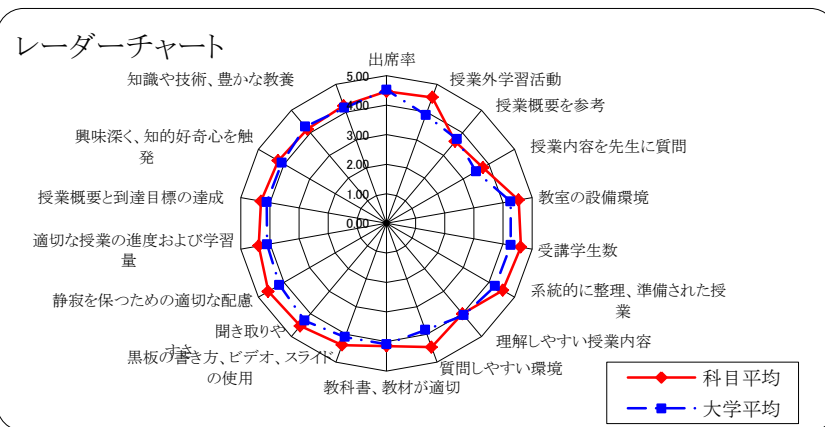 レーダーチャート
出席率
授業外学習活動
授業概要を参考
授業内容を先生に質問
教室の設備環境
受講学生数
系統的に整理、準備された授
業
理解しやすい授業内容
質問しやすい環境
教科書、教材が適切
黒板の書き方、ビデオ、スライド
の使用
聞き取りや
すさ
静寂を保つための適切な配慮
適切な授業の進度および学習
量
授業概要と到達目標の達成
興味深く、知的好奇心を触
発
知識や技術、豊かな教養
5.00
4.00
3.00
2.00
1.00
0.00
科目平均
大学平均